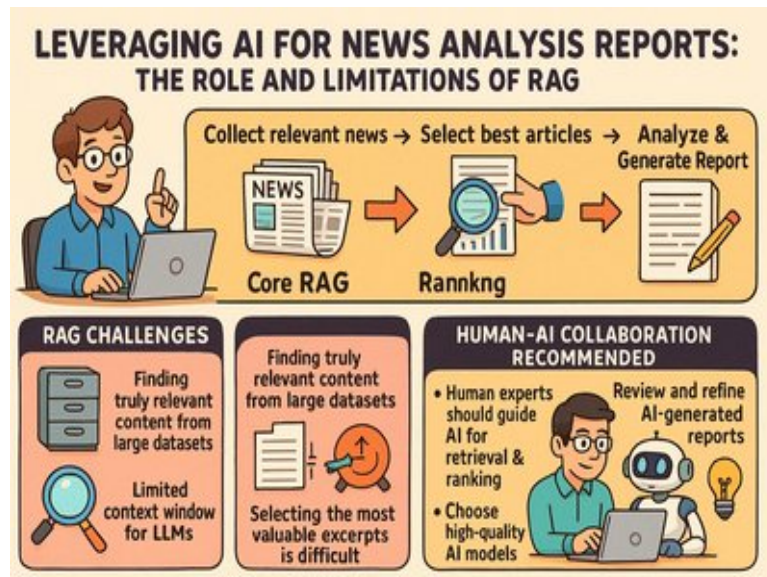 LEVERAGING AI FOR NEWS ANALYSIS REPORTS:
THE ROLE AND LIMITATIONS OF RAG
Collect relevant news → Select best articles → Analyze &
Generate Report
NEWS
Core RAG
Rannkng
RAG CHALLENGES
Finding
truly relevant
content from
large datasets
Limited
context window
for LLMs
Finding truly
relevant content
from large datasets
Selecting the most
valuable excerpts
is difficult
HUMAN-AI COLLABORATION
RECOMMENDED
• Human experts
should guide
AI for
retrieval &
ranking
• Choose
high-quality
AI models
Review and refine
AI-generated
reports